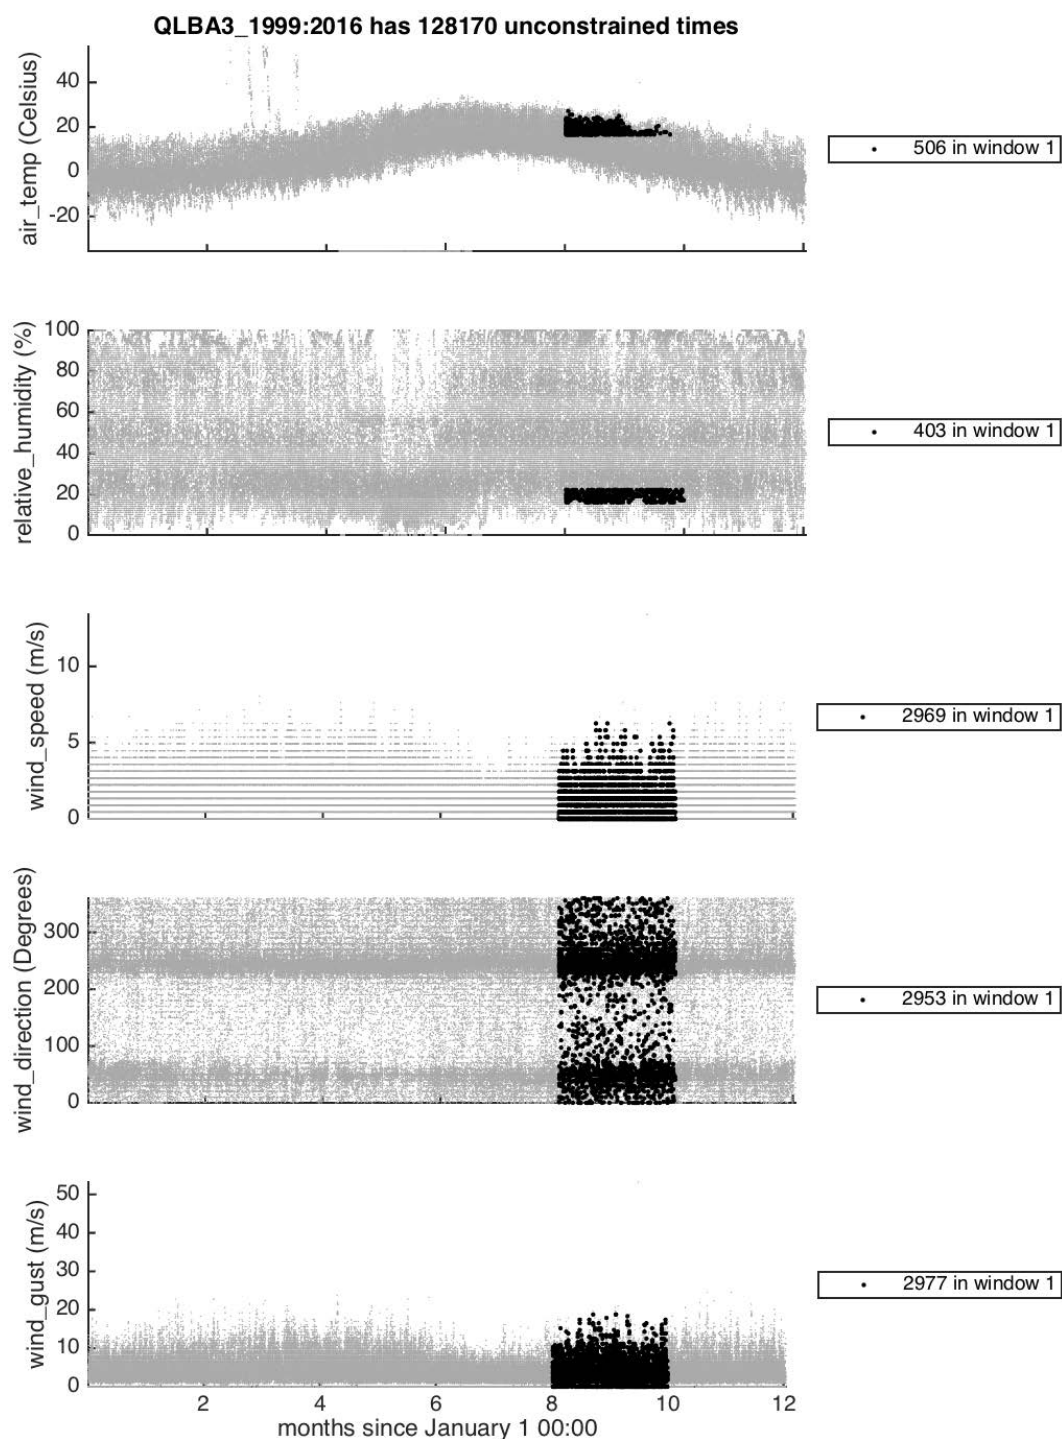 QLBA3_1999:2016 has 128170 unconstrained times
air_temp (Celsius)
40
20
0
-20
506 in window 1
relative_humidity (%)
100
80
60
40
20
0
403 in window 1
wind_speed (m/s)
10
5
0
2969 in window 1
wind_direction (Degrees)
300
200
100
0
2953 in window 1
wind_gust (m/s)
50
40
30
20
10
0
2977 in window 1
2 4 6 8 10 12
months since January 1 00:00